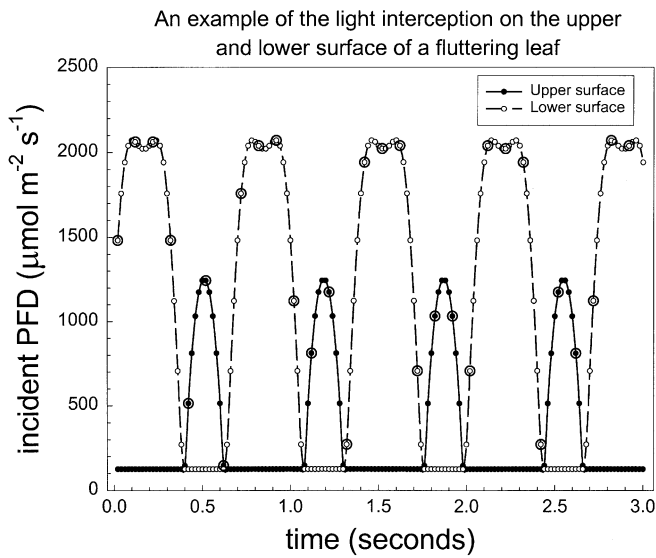 An example of the light interception on the upper
and lower surface of a fluttering leaf
2500
2000
1500
1000
500
0
incident PFD (μmol m⁻² s⁻¹)
Upper surface
Lower surface
0.0 0.5 1.0 1.5 2.0 2.5 3.0
time (seconds)